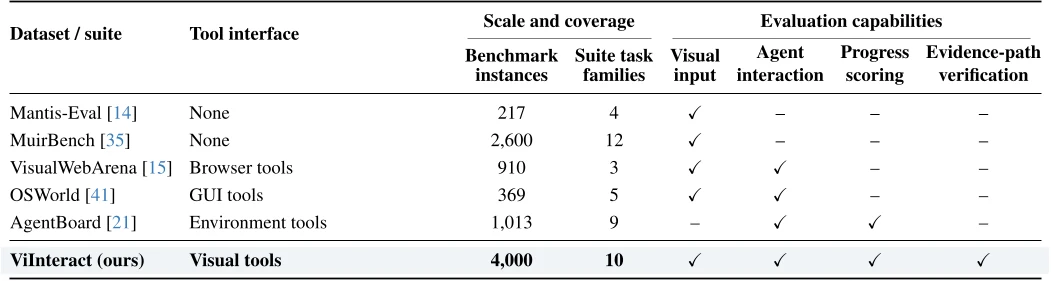 Scale and coverage Evaluation capabilities
Dataset / suite Tool interface
Benchmark instances Suite task families Visual input Agent interaction Progress scoring Evidence-path verification
Mantis-Eval [14] None 217 4 ✓ – – –
MuirBench [35] None 2,600 12 ✓ – – –
VisualWebArena [15] Browser tools 910 3 ✓ ✓ – –
OSWorld [41] GUI tools 369 5 ✓ ✓ – –
AgentBoard [21] Environment tools 1,013 9 – ✓ ✓ –
ViInteract (ours) Visual tools 4,000 10 ✓ ✓ ✓ ✓